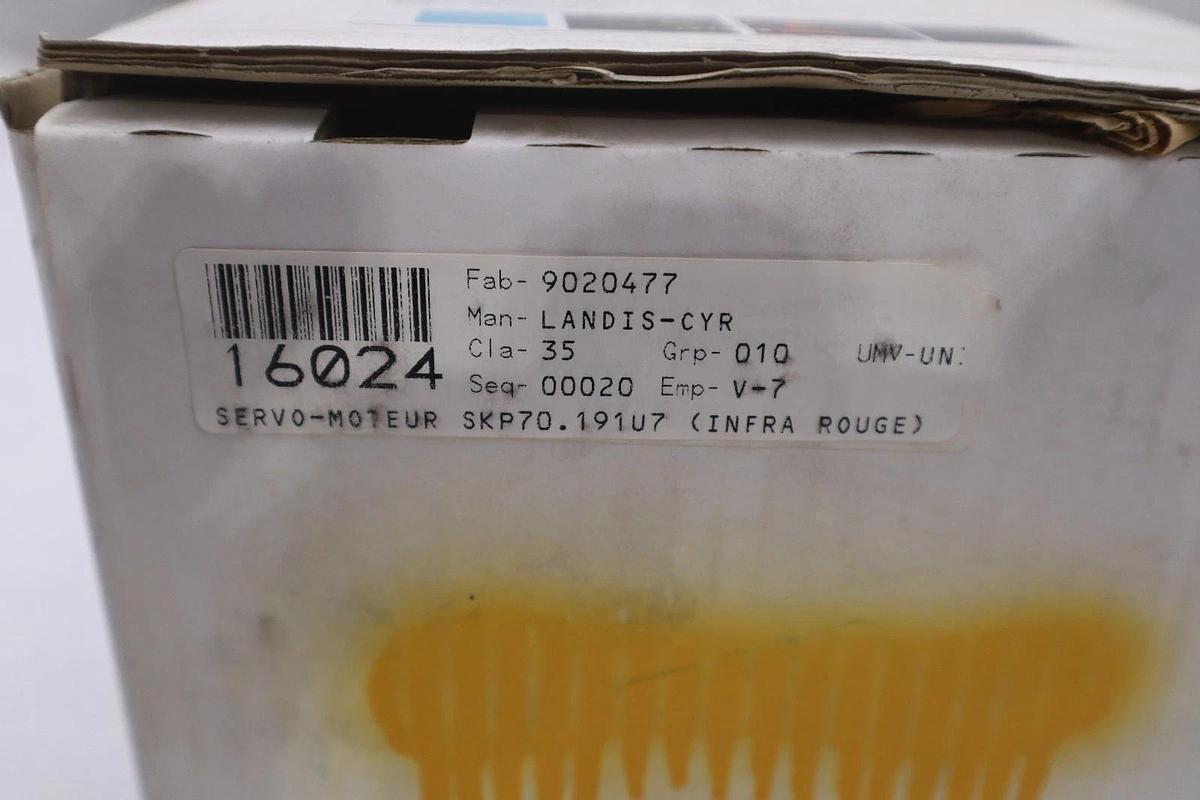 Fab- 9020477
Man- LANDIS-CYR
Cla- 35 Grp- 010 UMV-UN:
16024
Seq- 00020 Emp- V-7
SERVO-MOTEUR SKP70.191U7 (INFRA ROUGE)